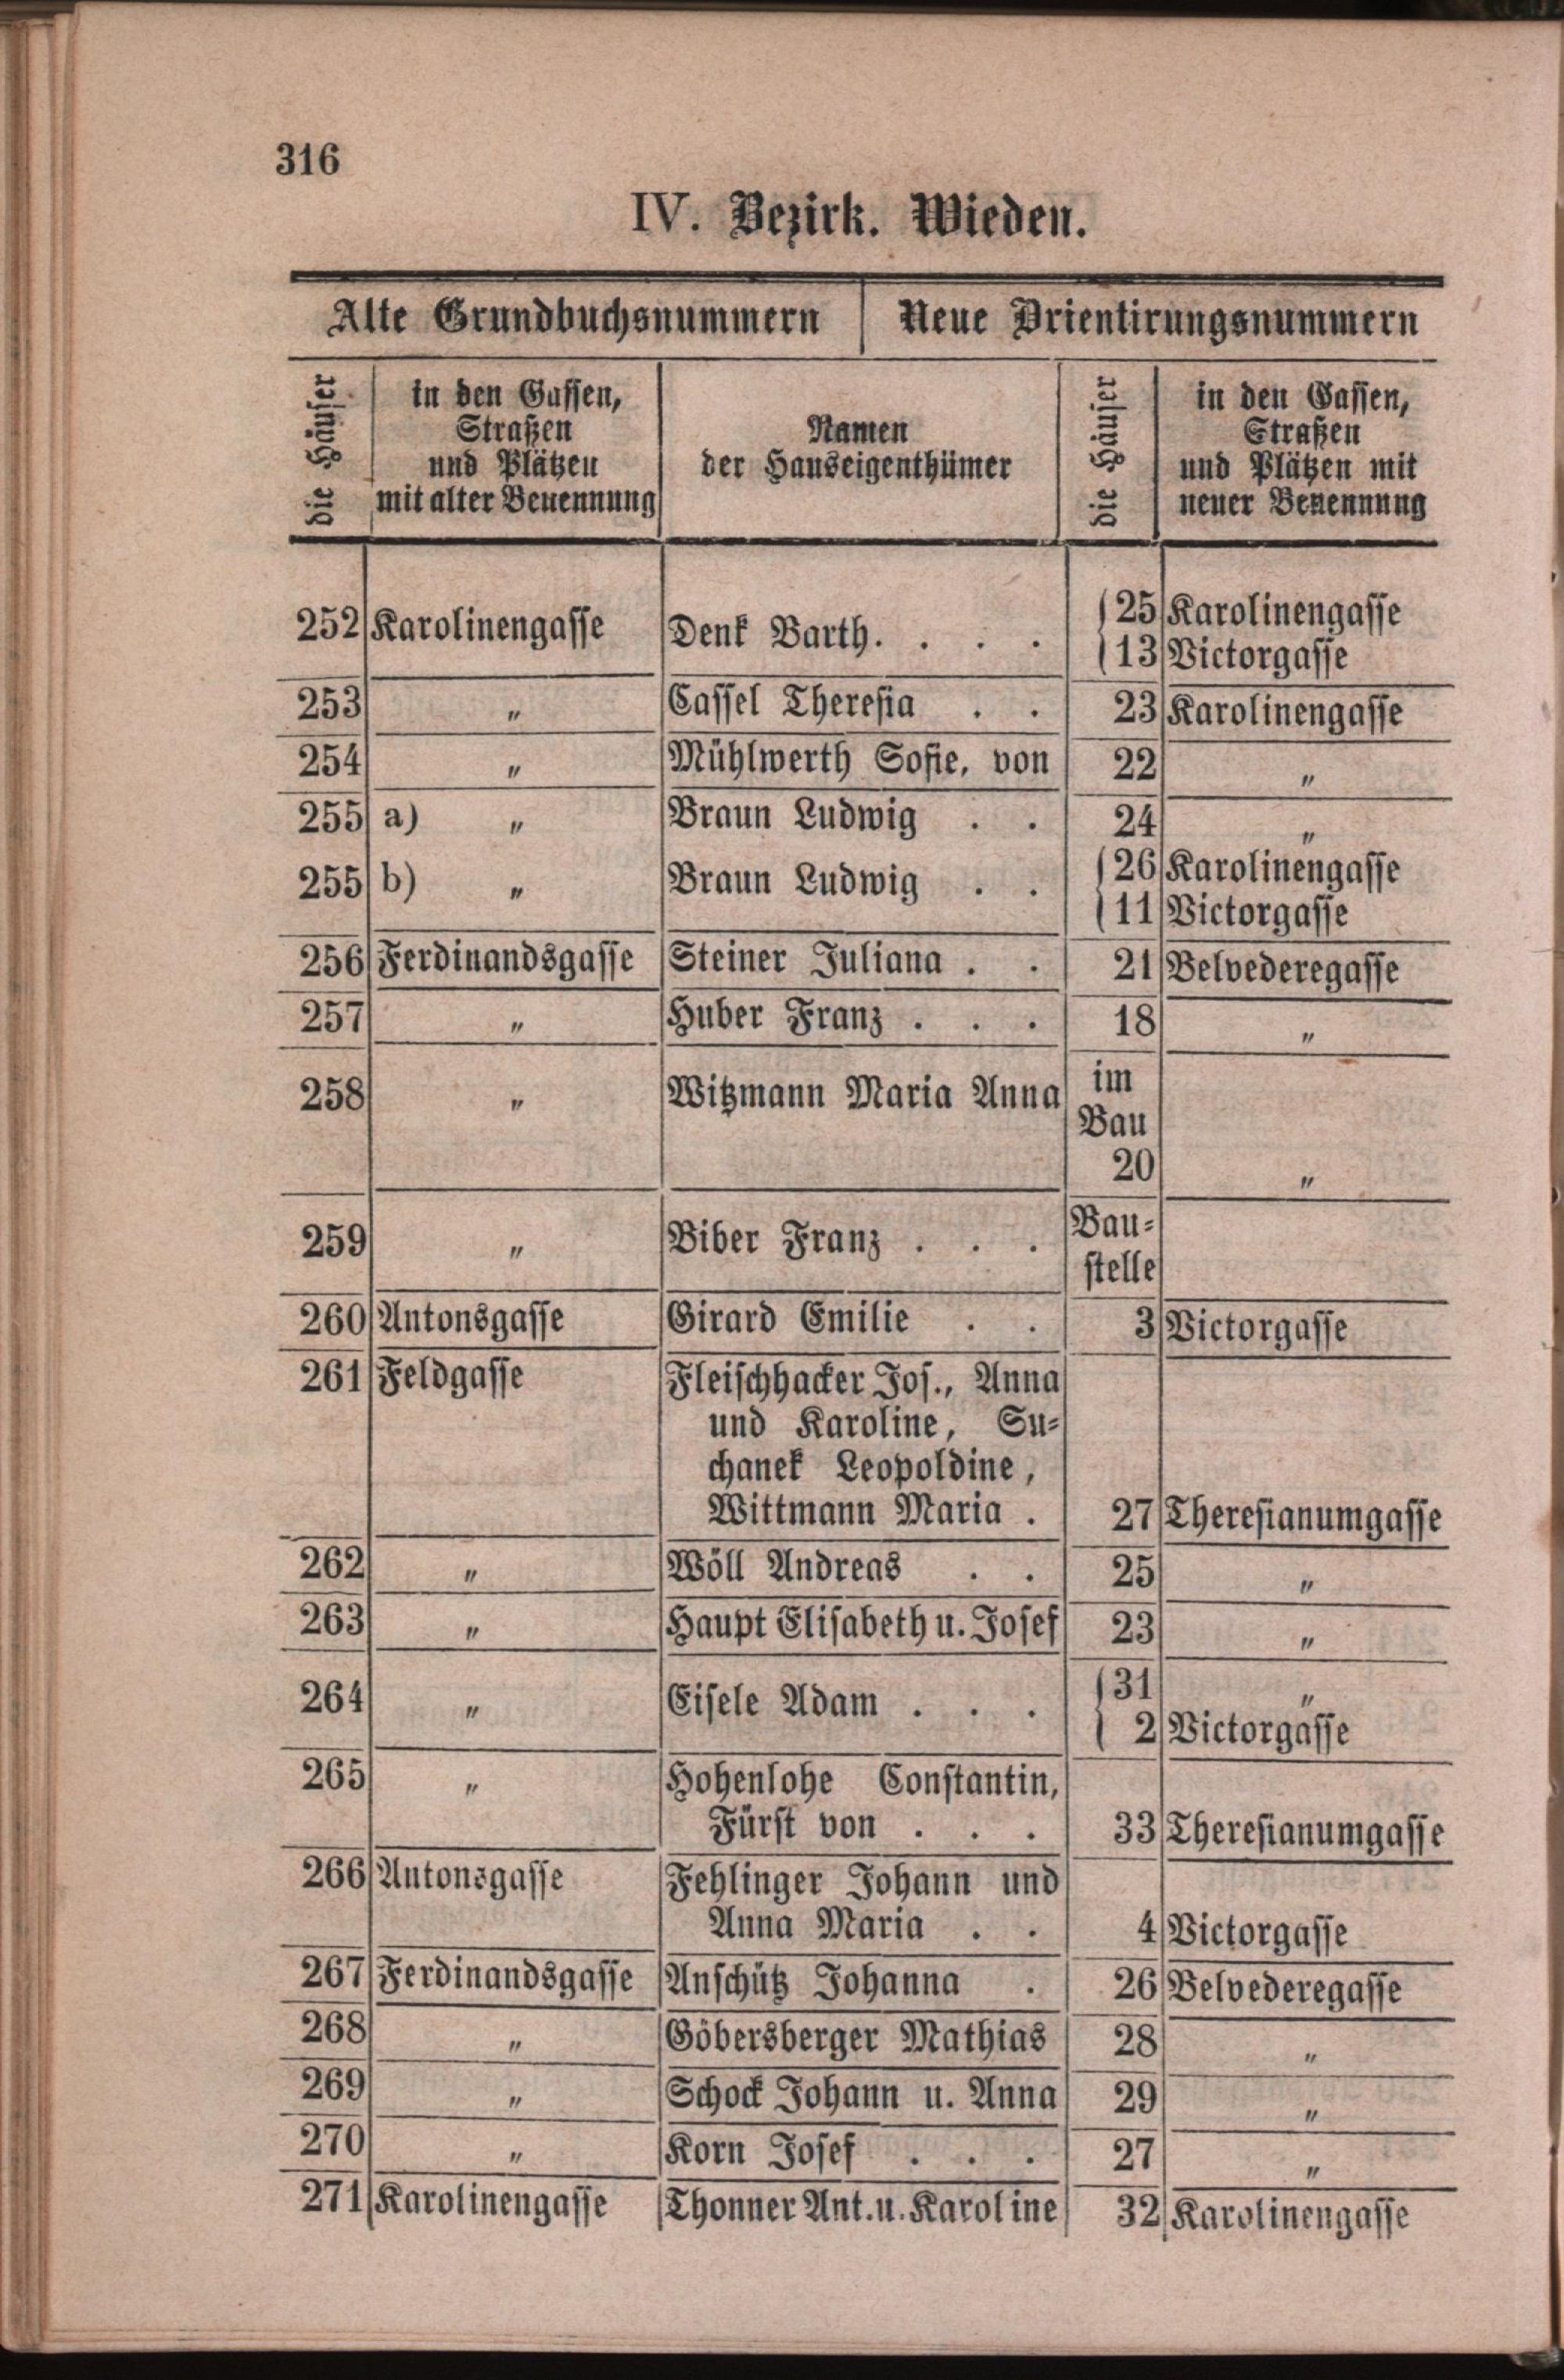 316
IV. Bezirk. Wieden.
Alte Grundbuchsnummern | Neue Orientirungsnummern
die Häuser | in den Gassen, Straßen und Plätzen mit alter Benennung | Namen der Hauseigenthümer | die Häuser | in den Gassen, Straßen und Plätzen mit neuer Benennung
252 Karolinengasse Denk Barth. . . . 25 Karolinengasse
13 Victorgasse
253 " Cassel Theresia . . 23 Karolinengasse
254 " Mühlwerth Sofie, von 22 "
255 a) " Braun Ludwig . . 24 "
255 b) " Braun Ludwig . . 26 Karolinengasse
11 Victorgasse
256 Ferdinandsgasse Steiner Juliana . . 21 Belvederegasse
257 " Huber Franz . . . 18 "
258 " Witzmann Maria Anna im
Bau
20 "
259 " Biber Franz . . . Bau-
stelle
260 Antonsgasse Girard Emilie . . 3 Victorgasse
261 Feldgasse Fleischhacker Jos., Anna
und Karoline, Su-
chanek Leopoldine,
Wittmann Maria . 27 Theresianumgasse
262 " Wöll Andreas . . 25 "
263 " Haupt Elisabeth u. Josef 23 "
264 " Eisele Adam . . . 31 "
2 Victorgasse
265 " Hohenlohe Constantin,
Fürst von . . . 33 Theresianumgasse
266 Antonsgasse Fehlinger Johann und
Anna Maria . . 4 Victorgasse
267 Ferdinandsgasse Anschütz Johanna . 26 Belvederegasse
268 " Göbersberger Mathias 28 "
269 " Schock Johann u. Anna 29 "
270 " Korn Josef . . . 27 "
271 Karolinengasse Thonner Ant. u. Karoline 32 Karolinengasse